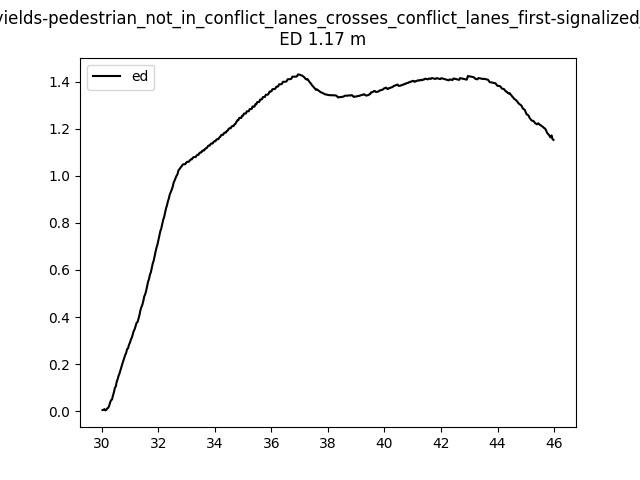 yields-pedestrian_not_in_conflict_lanes_crosses_conflict_lanes_first-signalized_
ED 1.17 m
ed
1.4
1.2
1.0
0.8
0.6
0.4
0.2
0.0
30 32 34 36 38 40 42 44 46